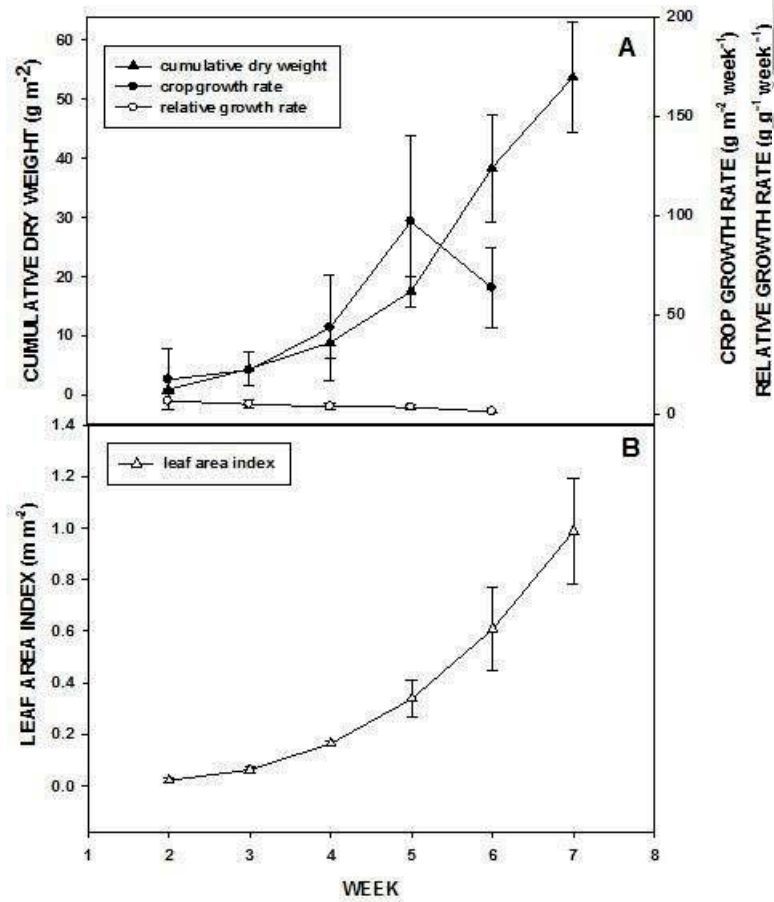 A
cumulative dry weight
crop growth rate
relative growth rate
CUMULATIVE DRY WEIGHT (g m⁻²)
60
50
40
30
20
10
0
200
150
100
50
0
CROP GROWTH RATE (g m⁻² week⁻¹)
RELATIVE GROWTH RATE (g g⁻¹ week⁻¹)
B
leaf area index
LEAF AREA INDEX (m m⁻²)
1.4
1.2
1.0
0.8
0.6
0.4
0.2
0.0
1 2 3 4 5 6 7 8
WEEK